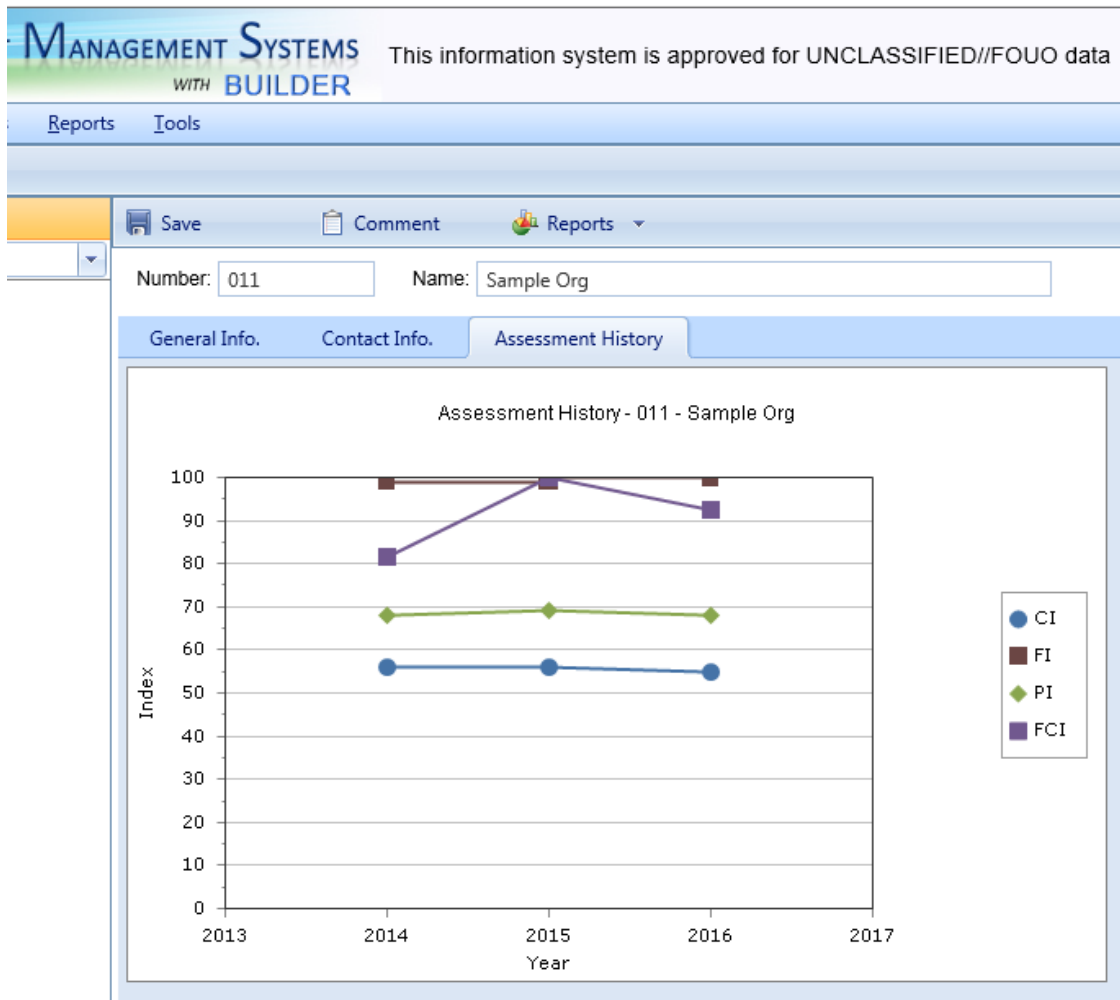 MANAGEMENT SYSTEMS
WITH BUILDER
This information system is approved for UNCLASSIFIED//FOUO data
Reports Tools
Save Comment Reports
Number: 011 Name: Sample Org
General Info. Contact Info. Assessment History
Assessment History - 011 - Sample Org
100
90
80
70
60
50
40
30
20
10
0
Index
2013 2014 2015 2016 2017
Year
CI
FI
PI
FCI